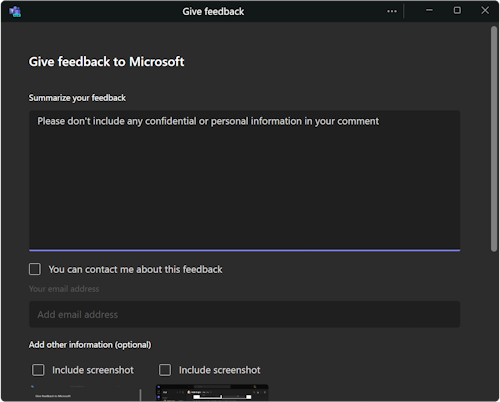 Give feedback
Give feedback to Microsoft
Summarize your feedback
Please don't include any confidential or personal information in your comment
You can contact me about this feedback
Your email address
Add email address
Add other information (optional)
Include screenshot Include screenshot
Give feedback to Microsoft